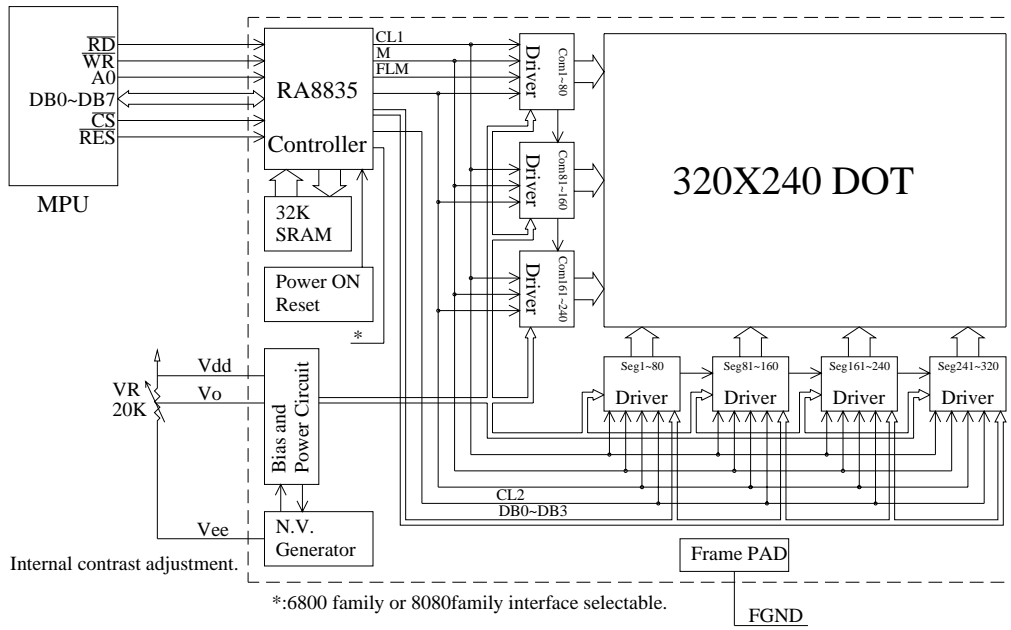 RD
WR
A0
DB0~DB7
CS
RES
MPU
RA8835
Controller
CL1
M
FLM
32K
SRAM
Power ON
Reset
*
Driver
Com1~80
Driver
Com81~160
Driver
Com161~240
320X240 DOT
Seg1~80
Driver
Seg81~160
Driver
Seg161~240
Driver
Seg241~320
Driver
Vdd
VR
20K
Vo
Bias and
Power Circuit
Vee
N.V.
Generator
CL2
DB0~DB3
Internal contrast adjustment.
Frame PAD
FGND
*:6800 family or 8080family interface selectable.